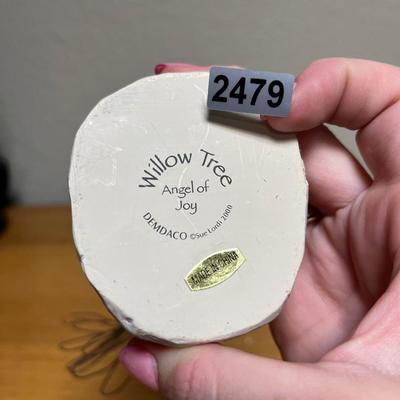 2479
Willow Tree
Angel of
Joy
DEMDACO ©Sue Lordi 2000
MADE IN CHINA